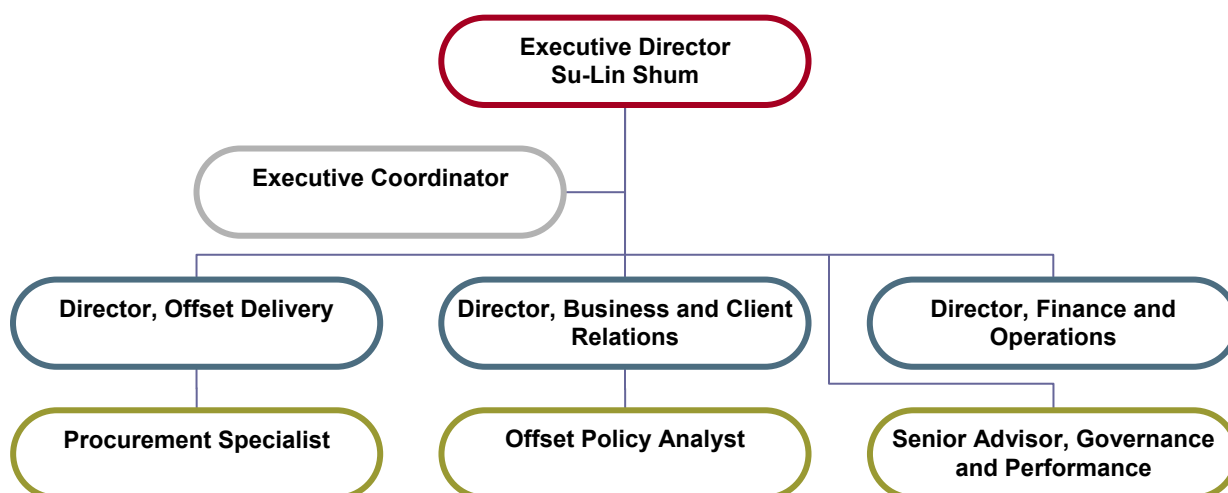 Executive Director
Su-Lin Shum
Executive Coordinator
Director, Offset Delivery
Director, Business and Client
Relations
Director, Finance and
Operations
Procurement Specialist
Offset Policy Analyst
Senior Advisor, Governance
and Performance